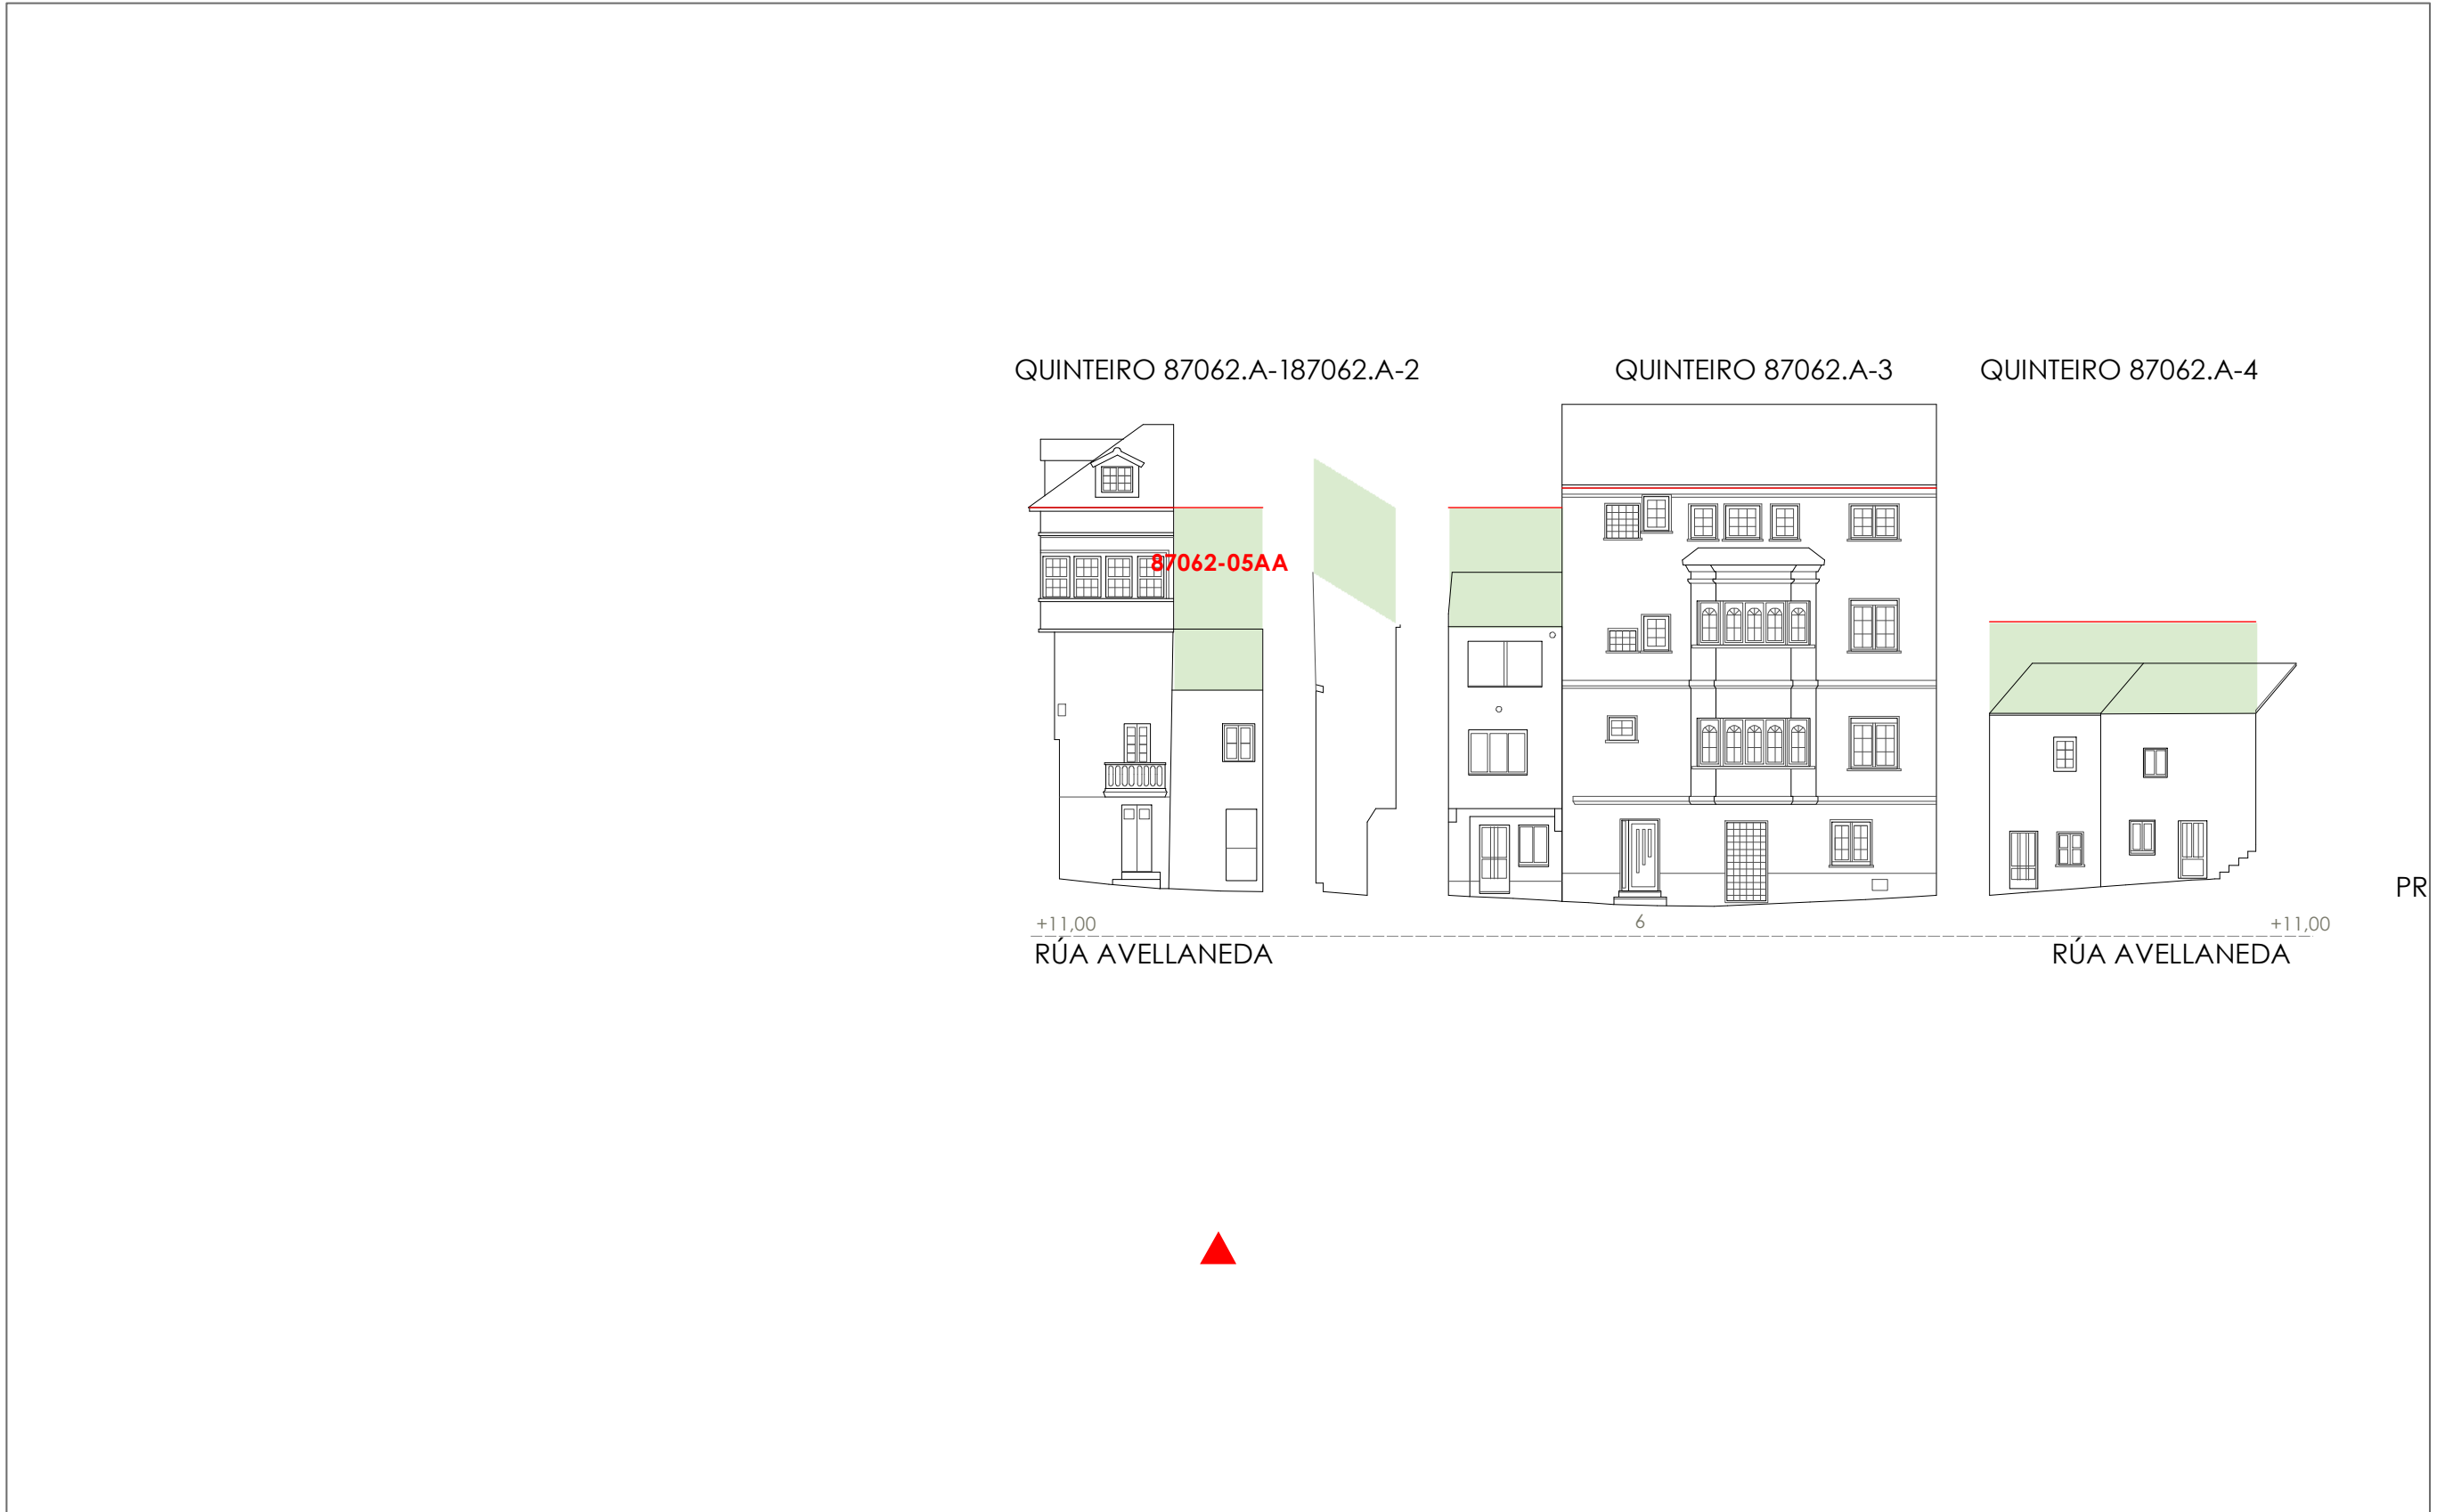 QUINTEIRO 87062.A-187062.A-2
QUINTEIRO 87062.A-3
QUINTEIRO 87062.A-4
87062-05AA
PR
+11,00
6
+11,00
RÚA AVELLANEDA
RÚA AVELLANEDA